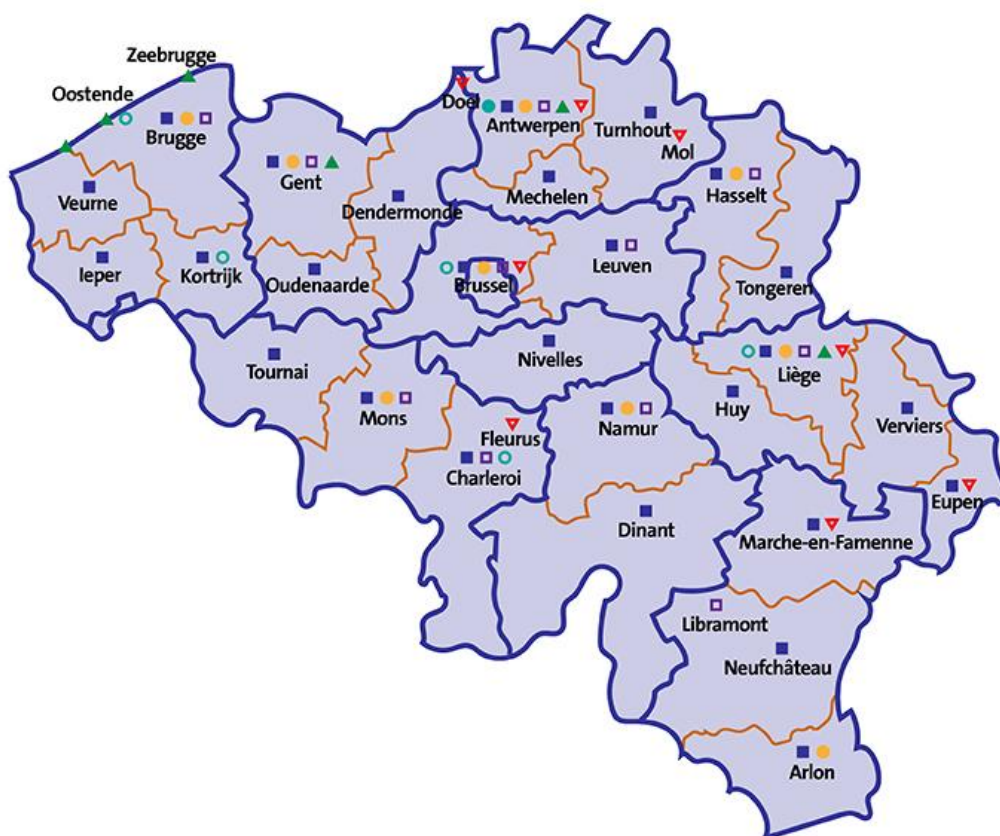 Zeebrugge
Oostende
Doel
Brugge
Antwerpen
Turnhout
Mol
Gent
Mechelen
Hasselt
Veurne
Dendermonde
Ieper
Kortrijk
Oudenaarde
Brussel
Leuven
Tongeren
Nivelles
Tournai
Liège
Mons
Huy
Namur
Verviers
Fleurus
Charleroi
Eupen
Dinant
Marche-en-Famenne
Libramont
Neufchâteau
Arlon